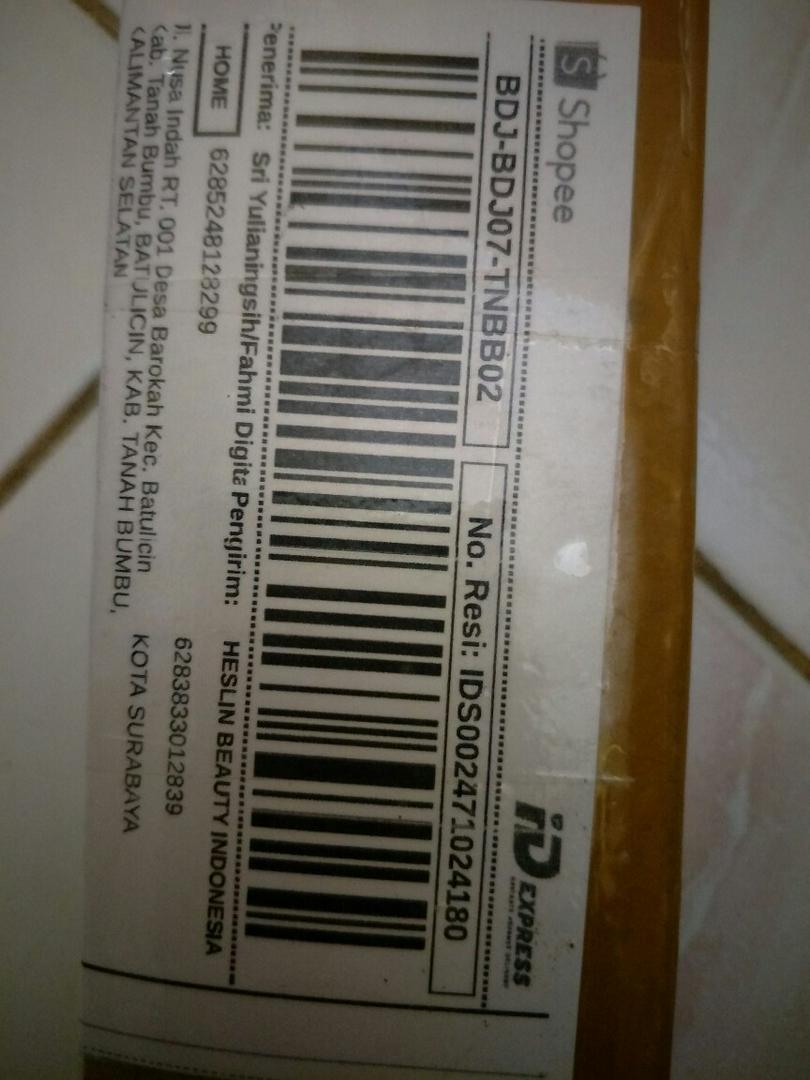 Shopee
iD EXPRESS
BDJ-BDJ07-TNBB02
No. Resi: IDS002471024180
Penerima: Sri Yulianingsih/Fahmi Digita
HOME 6285248128299
Jl. Nusa Indah RT. 001 Desa Barokah Kec. Batulicin
Kab. Tanah Bumbu, BATULICIN, KAB. TANAH BUMBU,
KALIMANTAN SELATAN
Pengirim: HESLIN BEAUTY INDONESIA
6283833012839
KOTA SURABAYA